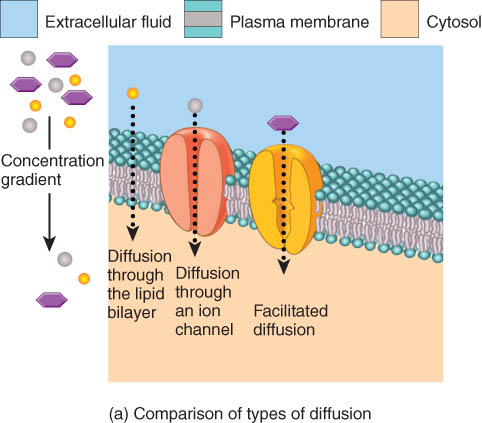 Extracellular fluid
Plasma membrane
Cytosol
Concentration
gradient
Diffusion
through
the lipid
bilayer
Diffusion
through
an ion
channel
Facilitated
diffusion
(a) Comparison of types of diffusion